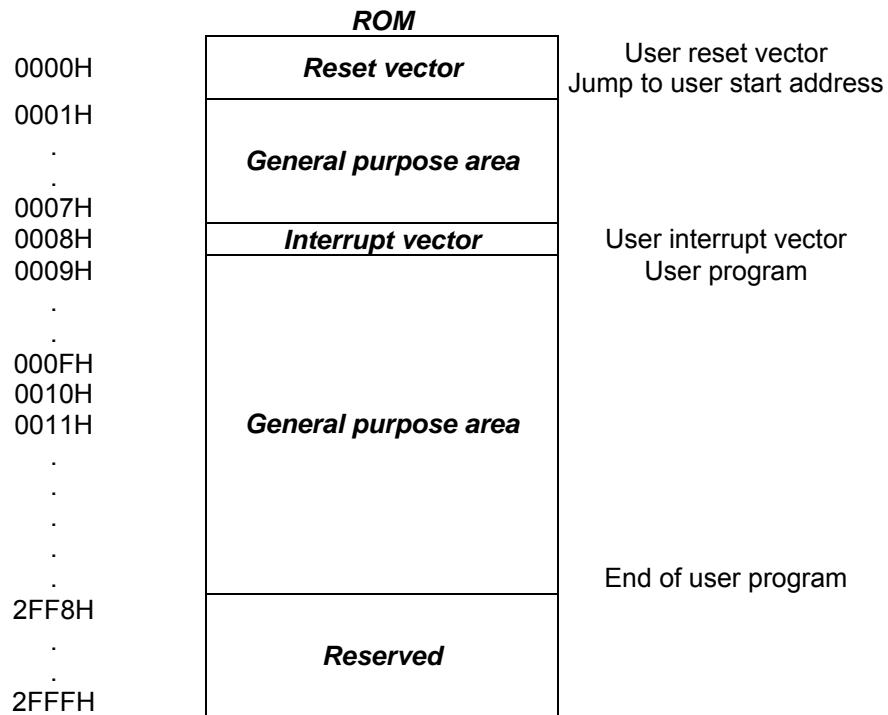 ROM
0000H Reset vector User reset vector
Jump to user start address
0001H
.
General purpose area
.
0007H
0008H Interrupt vector User interrupt vector
0009H User program
.
.
000FH
0010H
0011H General purpose area
.
.
.
.
. End of user program
2FF8H
.
Reserved
.
2FFFH